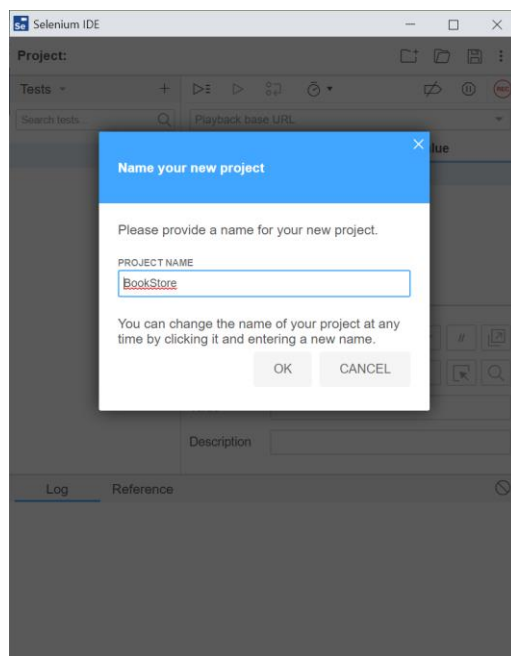 Selenium IDE
Project:
Tests
Search tests...
Playback base URL
lue
Name your new project
Please provide a name for your new project.
PROJECT NAME
BookStore
You can change the name of your project at any
time by clicking it and entering a new name.
OK CANCEL
Description
Log Reference
REC